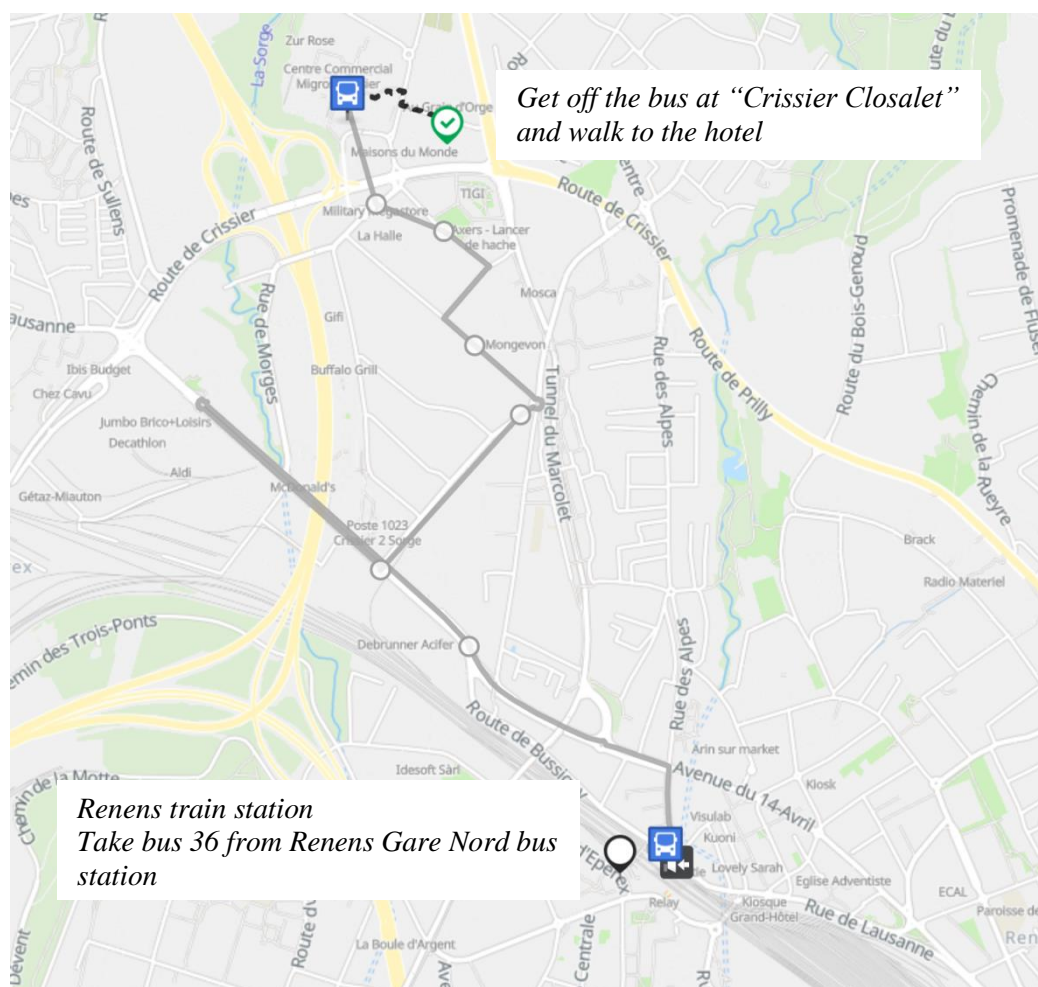 Zur Rose
La Sorge
Centre Commercial
Route de Sullens
Get off the bus at “Crissier Closalet”
and walk to the hotel
Maisons du Monde
TIGI
Route de Crissier
Route de Crissier
Promenade de
La Halle
de hache
Mosca
Route du Bois-Genoud
Rue de Morges
Gifi
Mongevon
Rue des Alpes
Route de Prilly
Ibis Budget
Buffalo Grill
Chez Cavu
Tunnel du Marcolet
Chemin de la Rueyre
Jumbo Brico+Loisirs
Decathlon
Aldi
McDonald's
Gétaz-Miauton
Poste 1023
Crissier 2 Sorge
Brack
Radio Materiel
Chemin des Trois-Ponts
Debrunner Acifer
Rue des Alpes
Route de
Arin sur market
Idesoft Sàrl
Avenue du 14-Avril
Kiosk
Chemin de la Motte
Renens train station
Take bus 36 from Renens Gare Nord bus
station
Visulab
Kuoni
d'Epenex
Lovely Sarah
Eglise Adventiste
ECAL
Relay
Kiosque
Grand-Hôtel
Rue de Lausanne
Paroisse de
La Boule d'Argent
Centrale